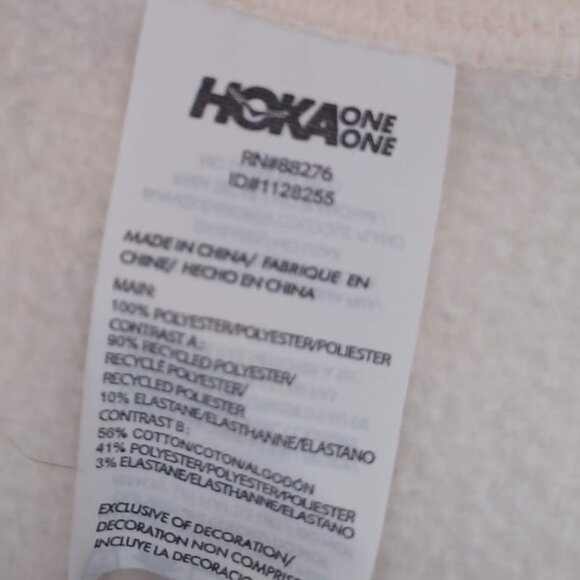 HOKA ONE ONE
RN#88276
ID#1128255
MADE IN CHINA/ FABRIQUE EN
CHINE/ HECHO EN CHINA
MAIN:
100% POLYESTER/POLYESTER/POLIESTER
CONTRAST A:
90% RECYCLED POLYESTER/
RECYCLÉ POLYESTER/
RECYCLED POLIESTER
10% ELASTANE/ELASTHANNE/ELASTANO
CONTRAST B:
56% COTTON/COTON/ALGODÓN
41% POLYESTER/POLYESTER/POLIESTER
3% ELASTANE/ELASTHANNE/ELASTANO
EXCLUSIVE OF DECORATION/
DECORATION NON COMPRISE
INCLUYE LA DECORACIO